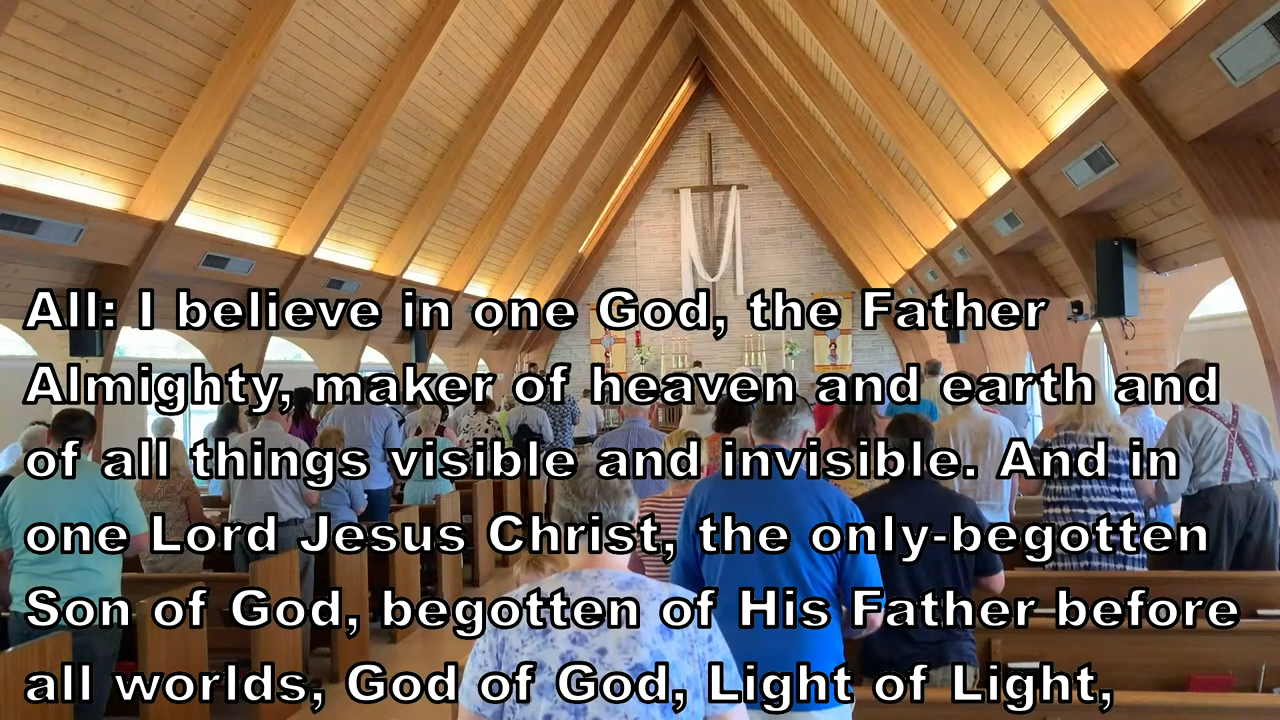 All: I believe in one God, the Father
Almighty, maker of heaven and earth and
of all things visible and invisible. And in
one Lord Jesus Christ, the only-begotten
Son of God, begotten of His Father before
all worlds, God of God, Light of Light,